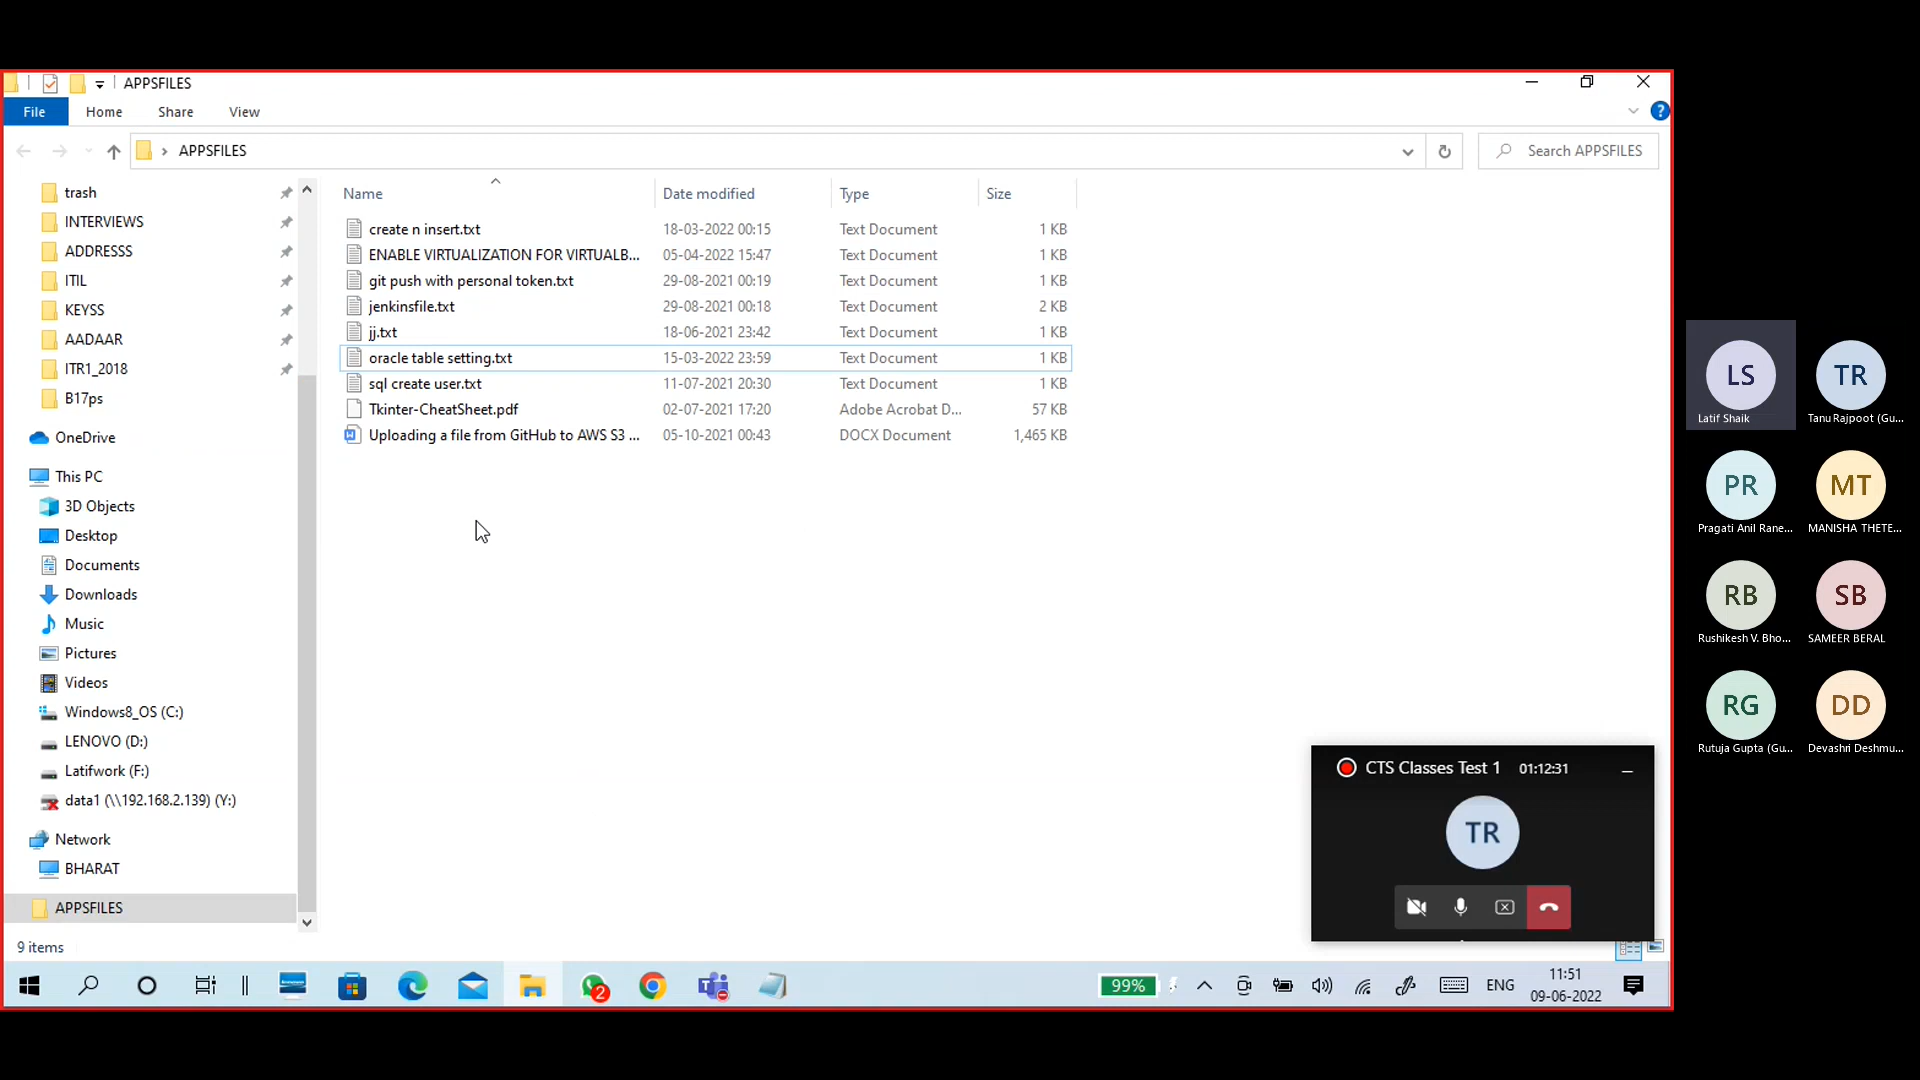 APPSFILES
File Home Share View
APPSFILES
Search APPSFILES
trash
INTERVIEWS
ADDRESSS
ITIL
KEYSS
AADAAR
ITR1_2018
B17ps
OneDrive
This PC
3D Objects
Desktop
Documents
Downloads
Music
Pictures
Videos
Windows8_OS (C:)
LENOVO (D:)
Latifwork (F:)
data1 (\\192.168.2.139) (Y:)
Network
BHARAT
APPSFILES
9 items
Name Date modified Type Size
create n insert.txt 18-03-2022 00:15 Text Document 1 KB
ENABLE VIRTUALIZATION FOR VIRTUALB... 05-04-2022 15:47 Text Document 1 KB
git push with personal token.txt 29-08-2021 00:19 Text Document 1 KB
jenkinsfile.txt 29-08-2021 00:18 Text Document 2 KB
jj.txt 18-06-2021 23:42 Text Document 1 KB
oracle table setting.txt 15-03-2022 23:59 Text Document 1 KB
sql create user.txt 11-07-2021 20:30 Text Document 1 KB
Tkinter-CheatSheet.pdf 02-07-2021 17:20 Adobe Acrobat D... 57 KB
Uploading a file from GitHub to AWS S3 ... 05-10-2021 00:43 DOCX Document 1,465 KB
CTS Classes Test 1 01:12:31
TR
2
99%
ENG
11:51
09-06-2022
LS TR
Latif Shaik Tanu Rajpoot (Gu...
PR MT
Pragati Anil Rane... MANISHA THETE...
RB SB
Rushikesh V. Bho... SAMEER BERAL
RG DD
Rutuja Gupta (Gu... Devashri Deshmu...